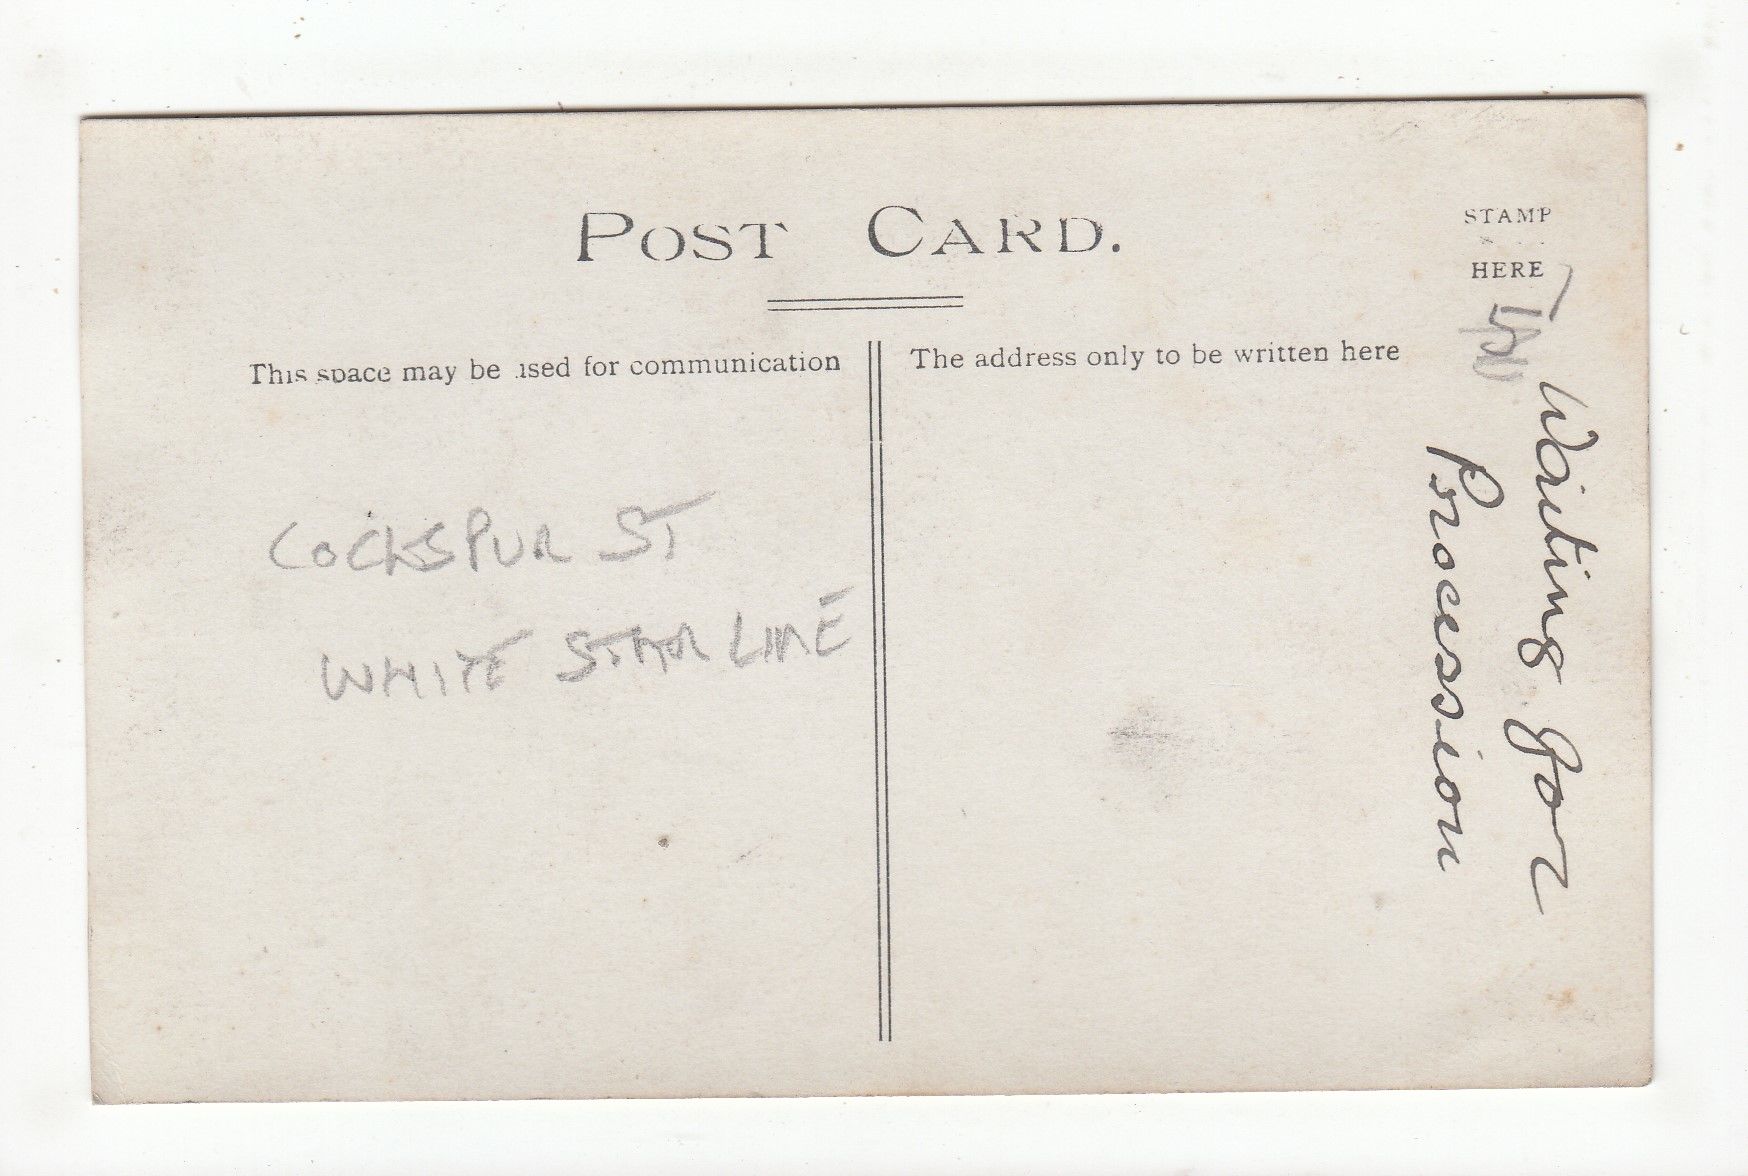 POST CARD.
STAMP
HERE
This space may be used for communication
The address only to be written here
COCKSPUR ST
WHITE STAR LINE
Waiting for
Procession